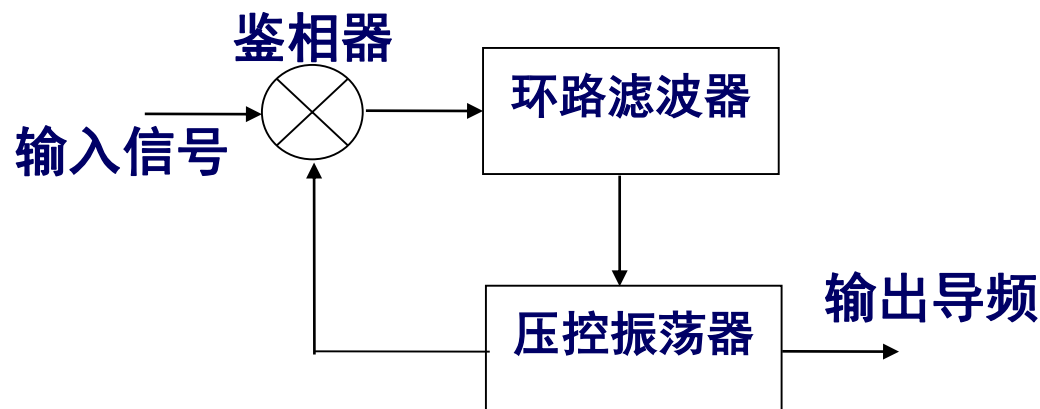 鉴相器
环路滤波器
输入信号
压控振荡器
输出导频